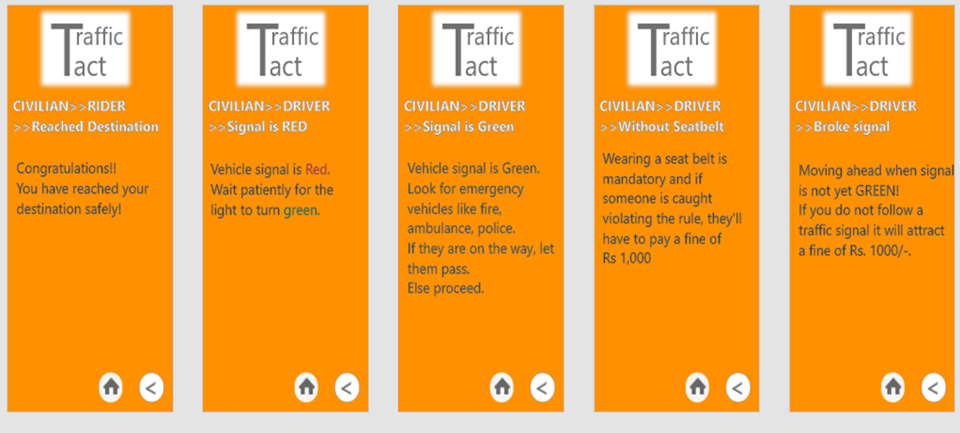 Traffic
Tact
CIVILIAN>>RIDER
>>Reached Destination
Congratulations!!
You have reached your
destination safely!
<
Traffic
Tact
CIVILIAN>>DRIVER
>>Signal is RED
Vehicle signal is Red.
Wait patiently for the
light to turn green.
<
Traffic
Tact
CIVILIAN>>DRIVER
>>Signal is Green
Vehicle signal is Green.
Look for emergency
vehicles like fire,
ambulance, police.
If they are on the way, let
them pass.
Else proceed.
<
Traffic
Tact
CIVILIAN>>DRIVER
>>Without Seatbelt
Wearing a seat belt is
mandatory and if
someone is caught
violating the rule, they'll
have to pay a fine of
Rs 1,000
<
Traffic
Tact
CIVILIAN>>DRIVER
>>Broke signal
Moving ahead when signal
is not yet GREEN!
If you do not follow a
traffic signal it will attract
a fine of Rs. 1000/-.
<